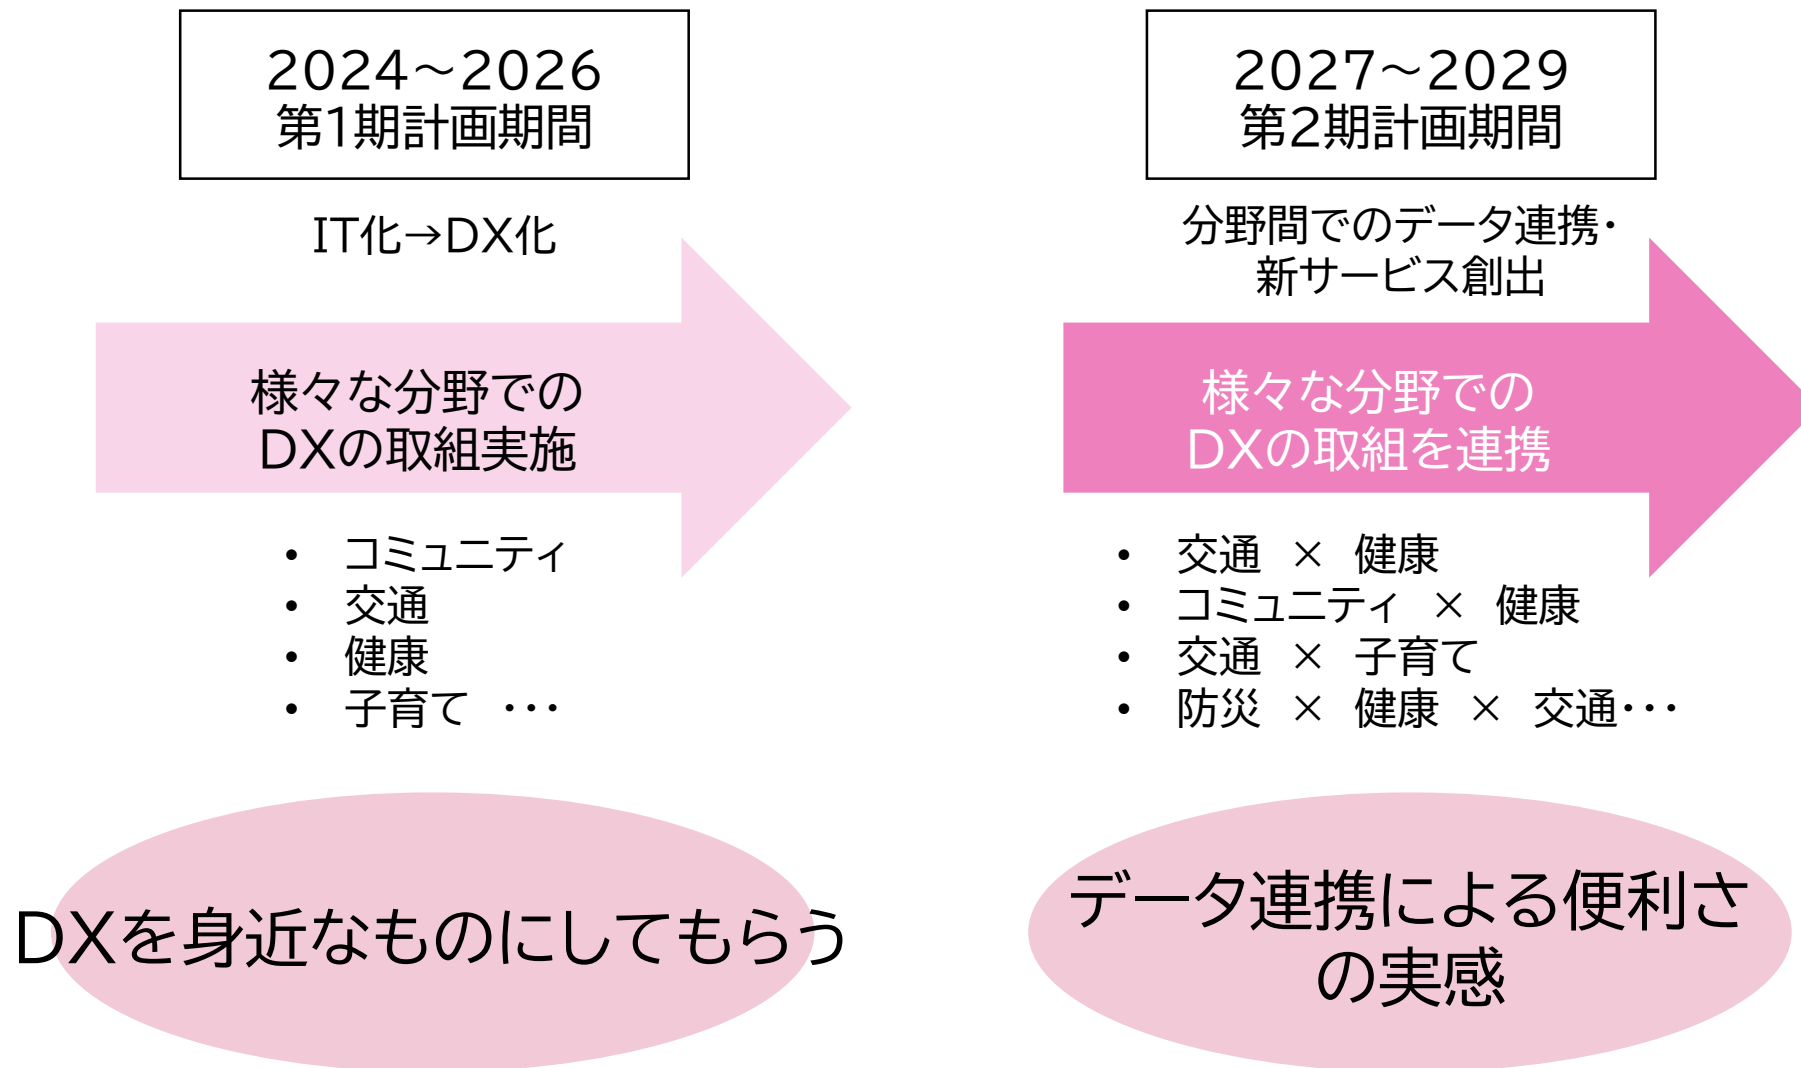 2024～2026
第1期計画期間
IT化→DX化
様々な分野での
DXの取組実施
• コミュニティ
• 交通
• 健康
• 子育て ・・・
DXを身近なものにしてもらう
2027～2029
第2期計画期間
分野間でのデータ連携・
新サービス創出
様々な分野での
DXの取組を連携
• 交通 × 健康
• コミュニティ × 健康
• 交通 × 子育て
• 防災 × 健康 × 交通・・・
データ連携による便利さ
の実感